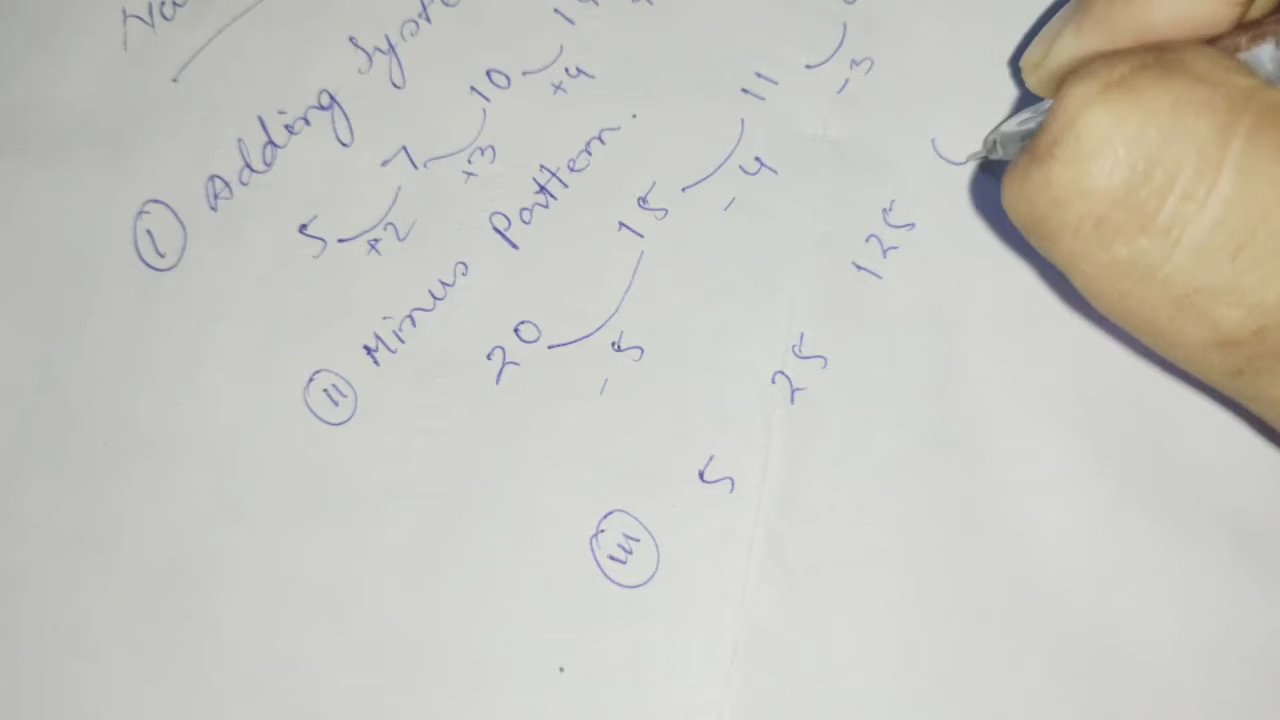 (I) Adding
5 7 10
+2 +3 +4
(II) Minus Pattern.
20 15 11
-5 -4 -3
(III) 5 25 125